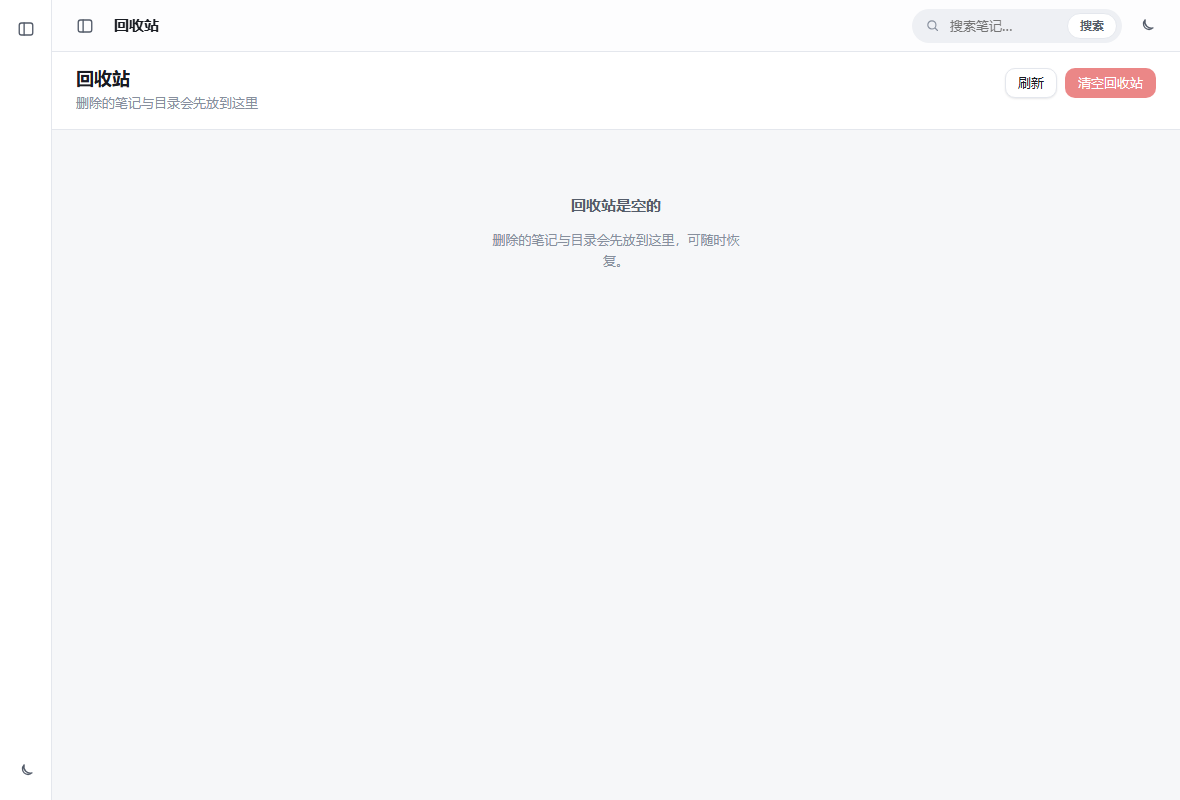 回收站
搜索笔记...
搜索
回收站
删除的笔记与目录会先放到这里
刷新
清空回收站
回收站是空的
删除的笔记与目录会先放到这里，可随时恢
复。